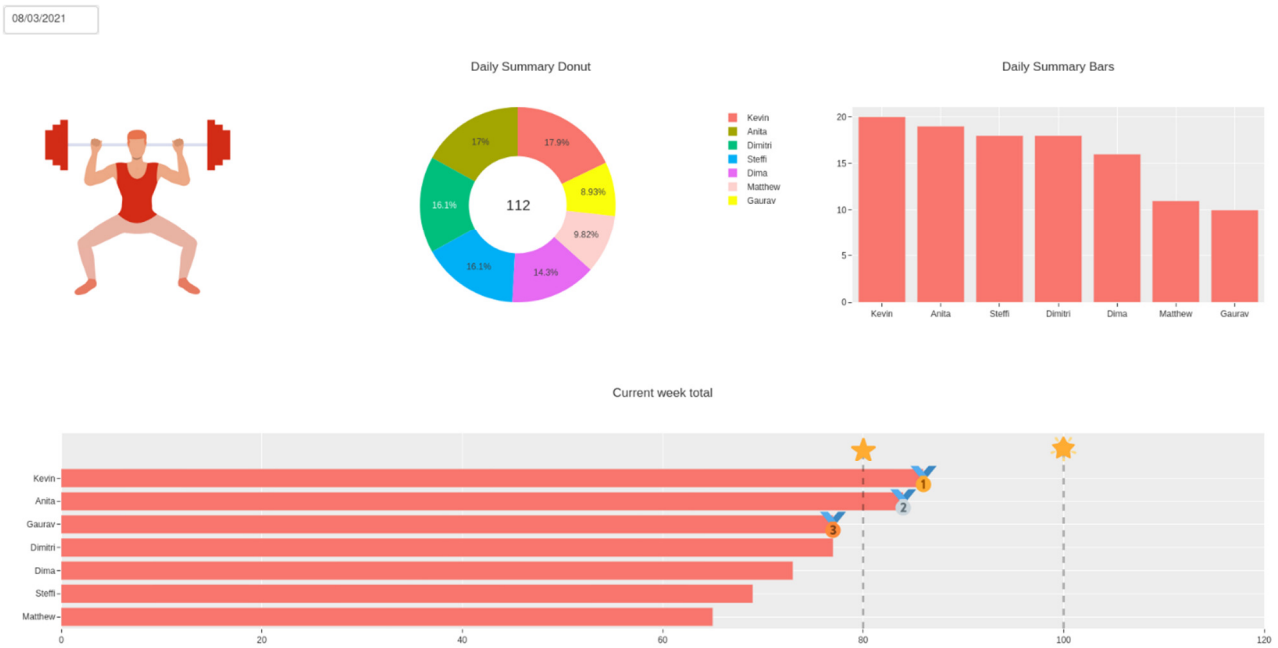 08/03/2021
Daily Summary Donut
17%
17.9%
8.93%
9.82%
14.3%
16.1%
16.1%
112
Kevin
Anita
Dimitri
Steffi
Dima
Matthew
Gaurav
Daily Summary Bars
20
15
10
5
0
Kevin Anita Steffi Dimitri Dima Matthew Gaurav
Current week total
Kevin
1
Anita
2
Gaurav
3
Dimitri
Dima
Steffi
Matthew
0 20 40 60 80 100 120